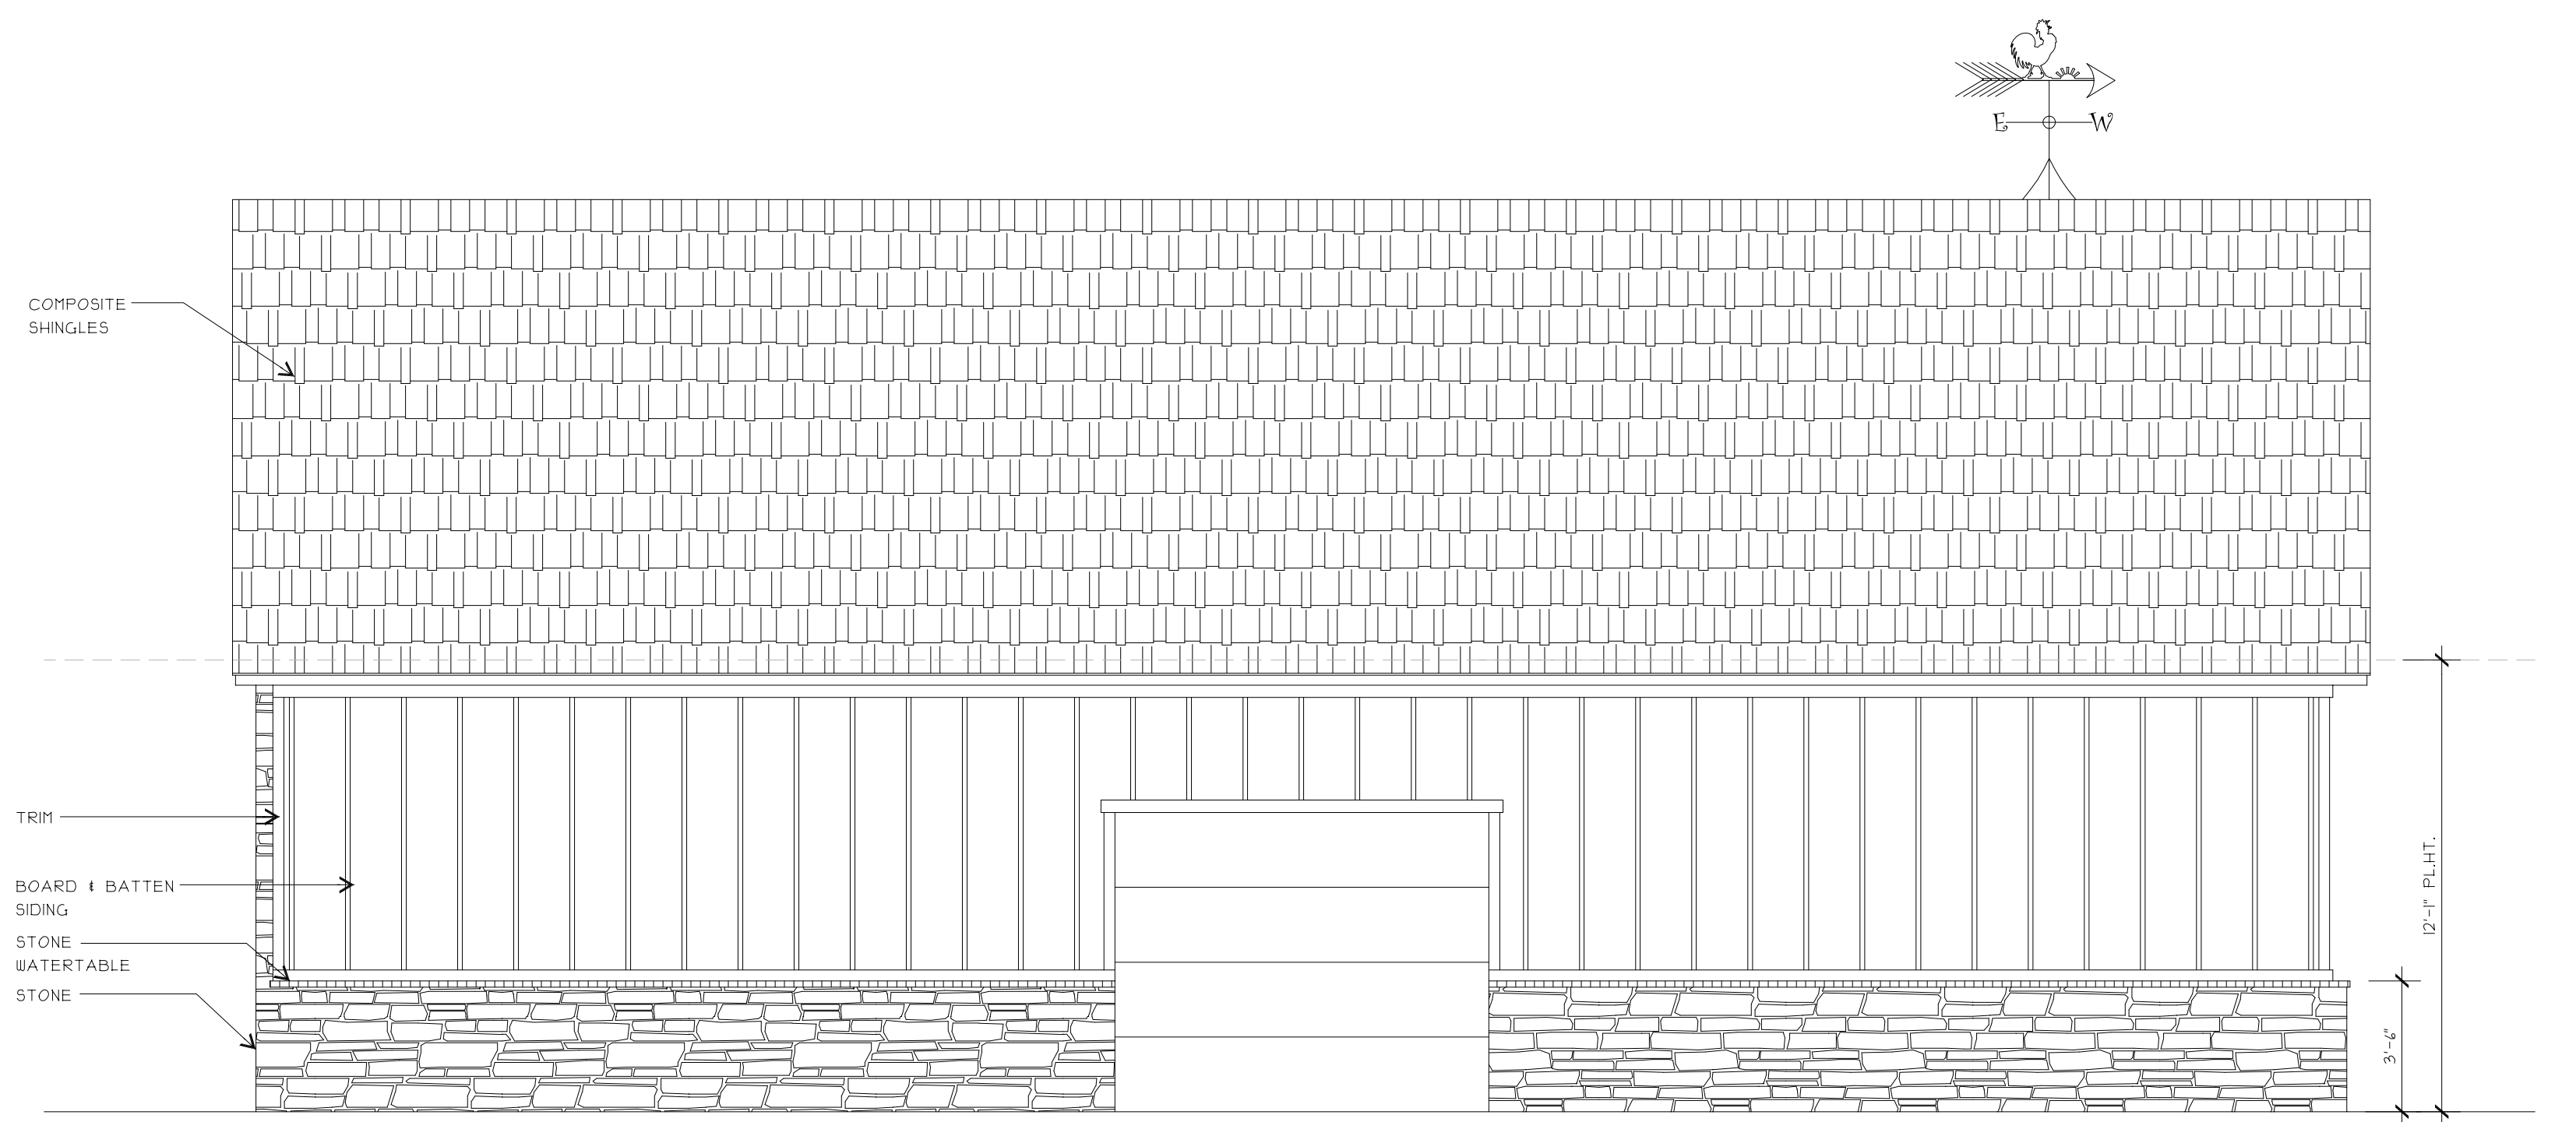 E W
COMPOSITE
SHINGLES
TRIM
BOARD & BATTEN
SIDING
STONE
WATERTABLE
STONE
12'-1" PL.HT.
3'-6"